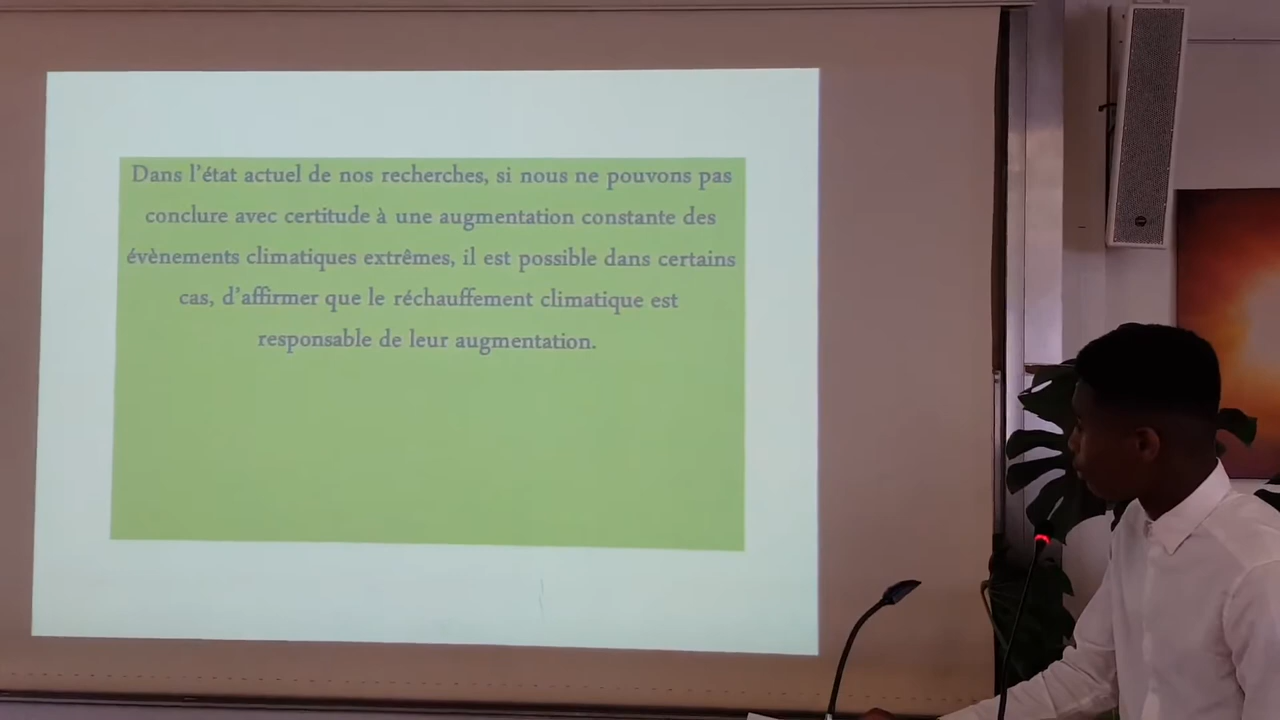 Dans l'état actuel de nos recherches, si nous ne pouvons pas
conclure avec certitude à une augmentation constante des
évènements climatiques extrêmes, il est possible dans certains
cas, d'affirmer que le réchauffement climatique est
responsable de leur augmentation.